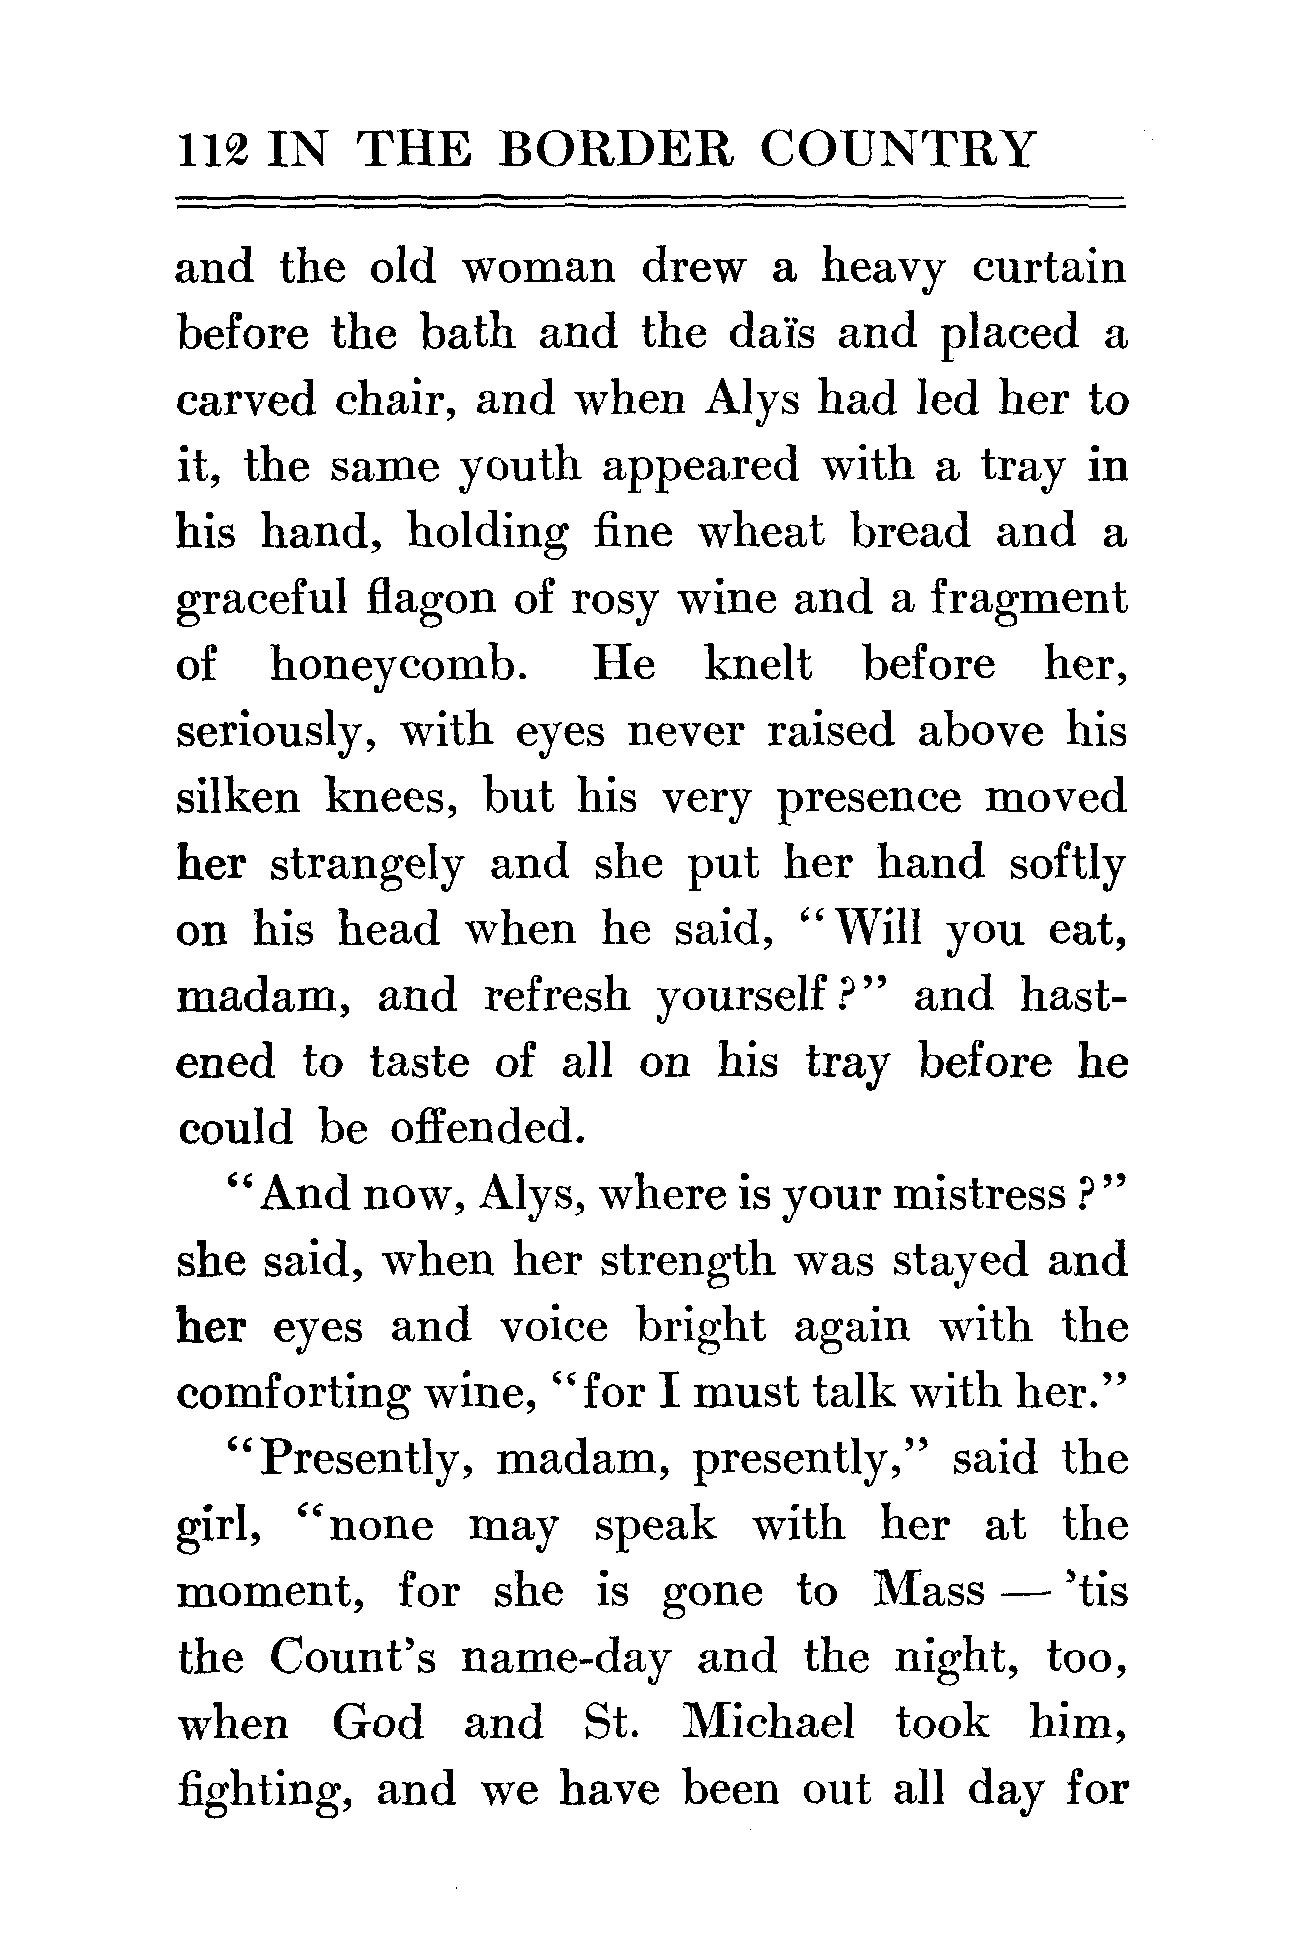 112 IN THE BORDER COUNTRY
and the old woman drew a heavy curtain
before the bath and the daïs and placed a
carved chair, and when Alys had led her to
it, the same youth appeared with a tray in
his hand, holding fine wheat bread and a
graceful flagon of rosy wine and a fragment
of honeycomb. He knelt before her,
seriously, with eyes never raised above his
silken knees, but his very presence moved
her strangely and she put her hand softly
on his head when he said, “Will you eat,
madam, and refresh yourself?” and hast-
ened to taste of all on his tray before he
could be offended.
“And now, Alys, where is your mistress?”
she said, when her strength was stayed and
her eyes and voice bright again with the
comforting wine, “for I must talk with her.”
“Presently, madam, presently,” said the
girl, “none may speak with her at the
moment, for she is gone to Mass — ’tis
the Count’s name-day and the night, too,
when God and St. Michael took him,
fighting, and we have been out all day for